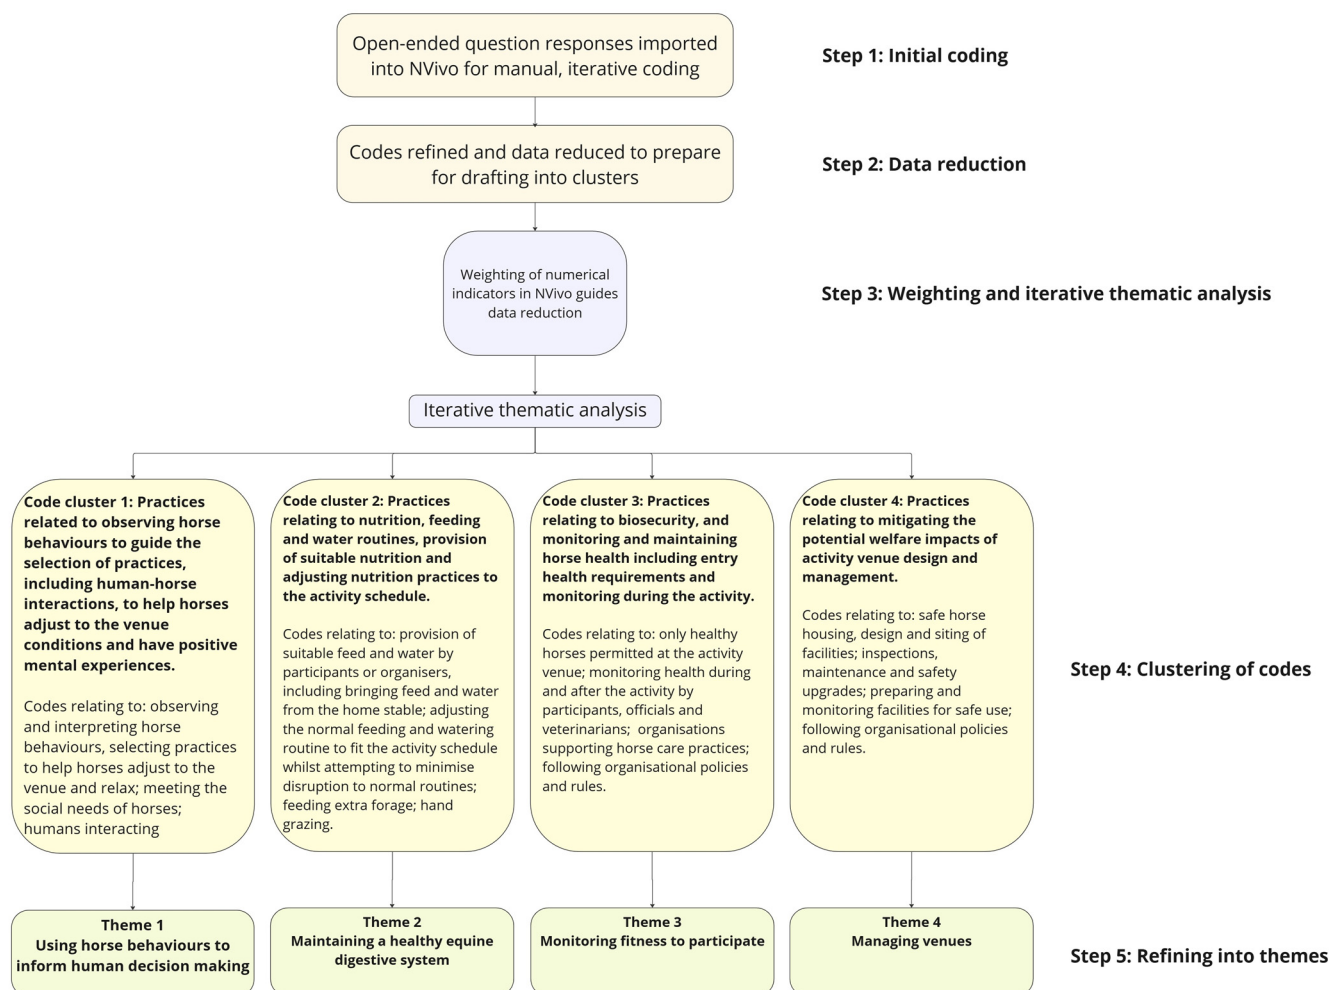 Open-ended question responses imported
into NVivo for manual, iterative coding
Step 1: Initial coding
Codes refined and data reduced to prepare
for drafting into clusters
Step 2: Data reduction
Weighting of numerical
indicators in NVivo guides
data reduction
Step 3: Weighting and iterative thematic analysis
Iterative thematic analysis
Code cluster 1: Practices
related to observing horse
behaviours to guide the
selection of practices,
including human-horse
interactions, to help horses
adjust to the venue
conditions and have positive
mental experiences.
Codes relating to: observing
and interpreting horse
behaviours, selecting practices
to help horses adjust to the
venue and relax; meeting the
social needs of horses;
humans interacting
Code cluster 2: Practices
relating to nutrition, feeding
and water routines, provision
of suitable nutrition and
adjusting nutrition practices to
the activity schedule.
Codes relating to: provision of
suitable feed and water by
participants or organisers,
including bringing feed and water
from the home stable; adjusting
the normal feeding and watering
routine to fit the activity schedule
whilst attempting to minimise
disruption to normal routines;
feeding extra forage; hand
grazing.
Code cluster 3: Practices
relating to biosecurity, and
monitoring and maintaining
horse health including entry
health requirements and
monitoring during the activity.
Codes relating to: only healthy
horses permitted at the activity
venue; monitoring health during
and after the activity by
participants, officials and
veterinarians; organisations
supporting horse care practices;
following organisational policies
and rules.
Code cluster 4: Practices
relating to mitigating the
potential welfare impacts of
activity venue design and
management.
Codes relating to: safe horse
housing, design and siting of
facilities; inspections,
maintenance and safety
upgrades; preparing and
monitoring facilities for safe use;
following organisational policies
and rules.
Step 4: Clustering of codes
Theme 1
Using horse behaviours to
inform human decision making
Theme 2
Maintaining a healthy equine
digestive system
Theme 3
Monitoring fitness to participate
Theme 4
Managing venues
Step 5: Refining into themes